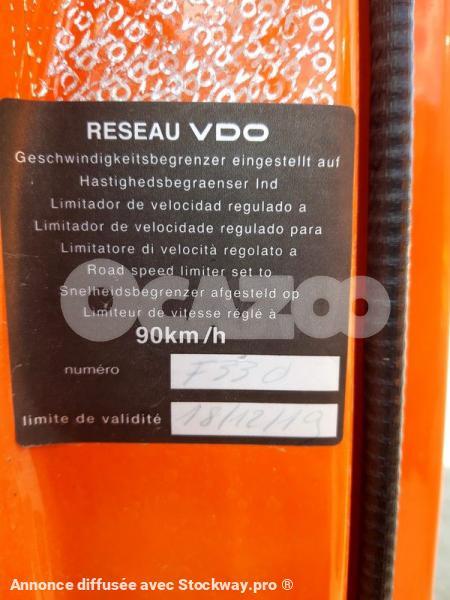 RESEAU VDO
Geschwindigkeitsbegrenzer eingestellt auf
Hastighedsbegraenser Ind
Limitador de velocidad regulado a
Limitador de velocidade regulado para
Limitatore di velocità regolato a
Road speed limiter set to
Snelheidsbegrenzer afgesteld op
Limiteur de vitesse réglé à
OCAZOO
90km/h
numéro F330
limite de validité 18/12/19
Annonce diffusée avec Stockway.pro ®